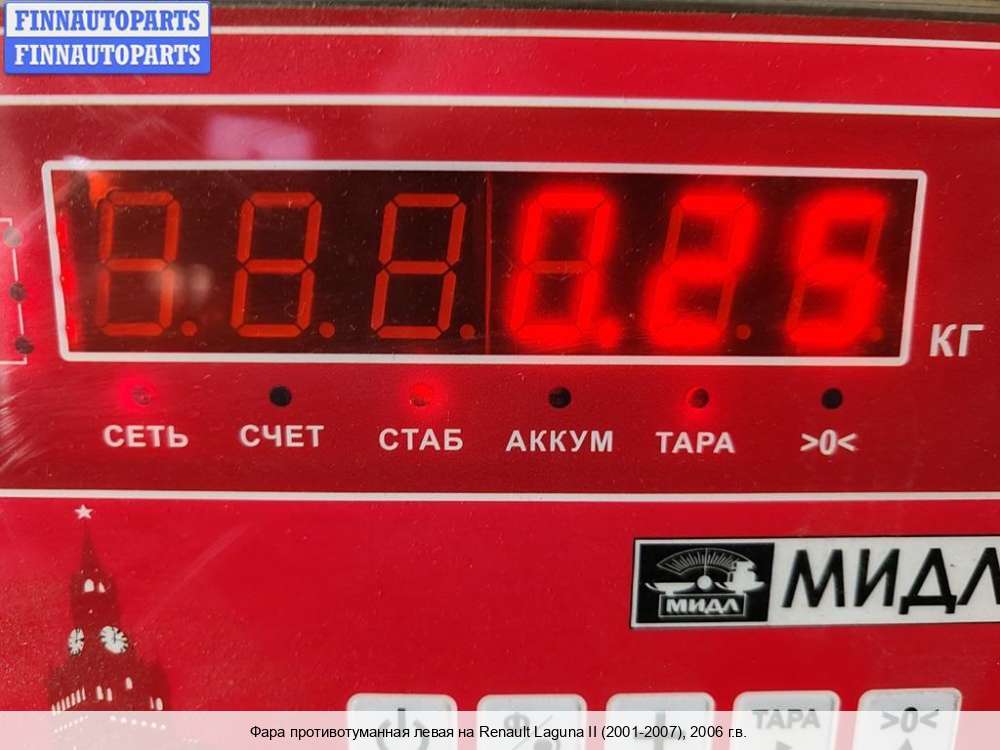 FINNAUTOPARTS
FINNAUTOPARTS
0.25
КГ
СЕТЬ СЧЕТ СТАБ АККУМ ТАРА >0<
МИДЛ МИДЛ
ТАРА >0<
Фара противотуманная левая на Renault Laguna II (2001-2007), 2006 г.в.